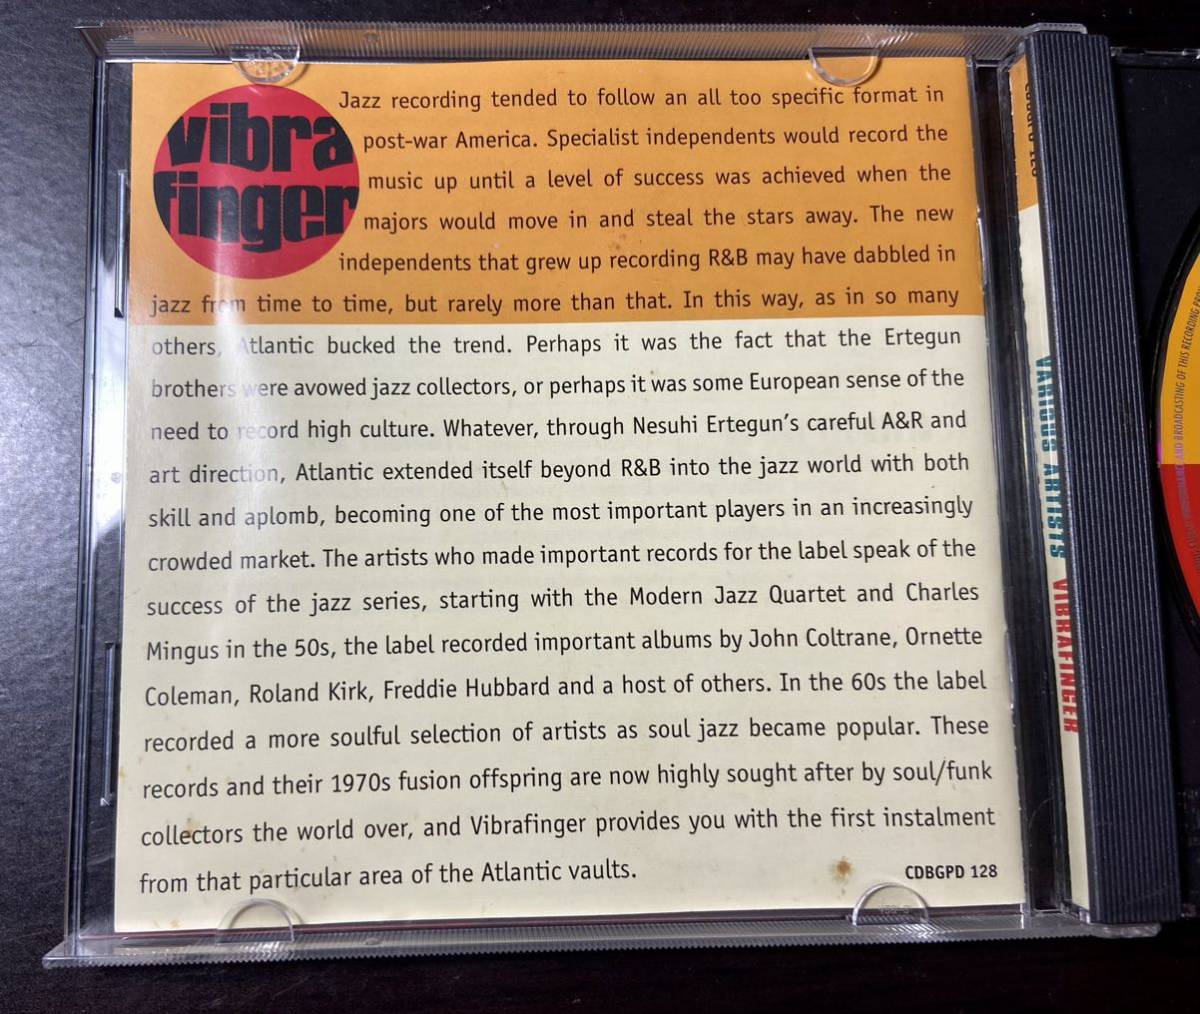 vibra
finger
Jazz recording tended to follow an all too specific format in
post-war America. Specialist independents would record the
music up until a level of success was achieved when the
majors would move in and steal the stars away. The new
independents that grew up recording R&B may have dabbled in
jazz from time to time, but rarely more than that. In this way, as in so many
others, Atlantic bucked the trend. Perhaps it was the fact that the Ertegun
brothers were avowed jazz collectors, or perhaps it was some European sense of the
need to record high culture. Whatever, through Nesuhi Ertegun's careful A&R and
art direction, Atlantic extended itself beyond R&B into the jazz world with both
skill and aplomb, becoming one of the most important players in an increasingly
crowded market. The artists who made important records for the label speak of the
success of the jazz series, starting with the Modern Jazz Quartet and Charles
Mingus in the 50s, the label recorded important albums by John Coltrane, Ornette
Coleman, Roland Kirk, Freddie Hubbard and a host of others. In the 60s the label
recorded a more soulful selection of artists as soul jazz became popular. These
records and their 1970s fusion offspring are now highly sought after by soul/funk
collectors the world over, and Vibrafinger provides you with the first instalment
from that particular area of the Atlantic vaults.
CDBGPD 128
VARIOUS ARTISTS VIBRAFINGER
AND BROADCASTING OF THIS RECORDING